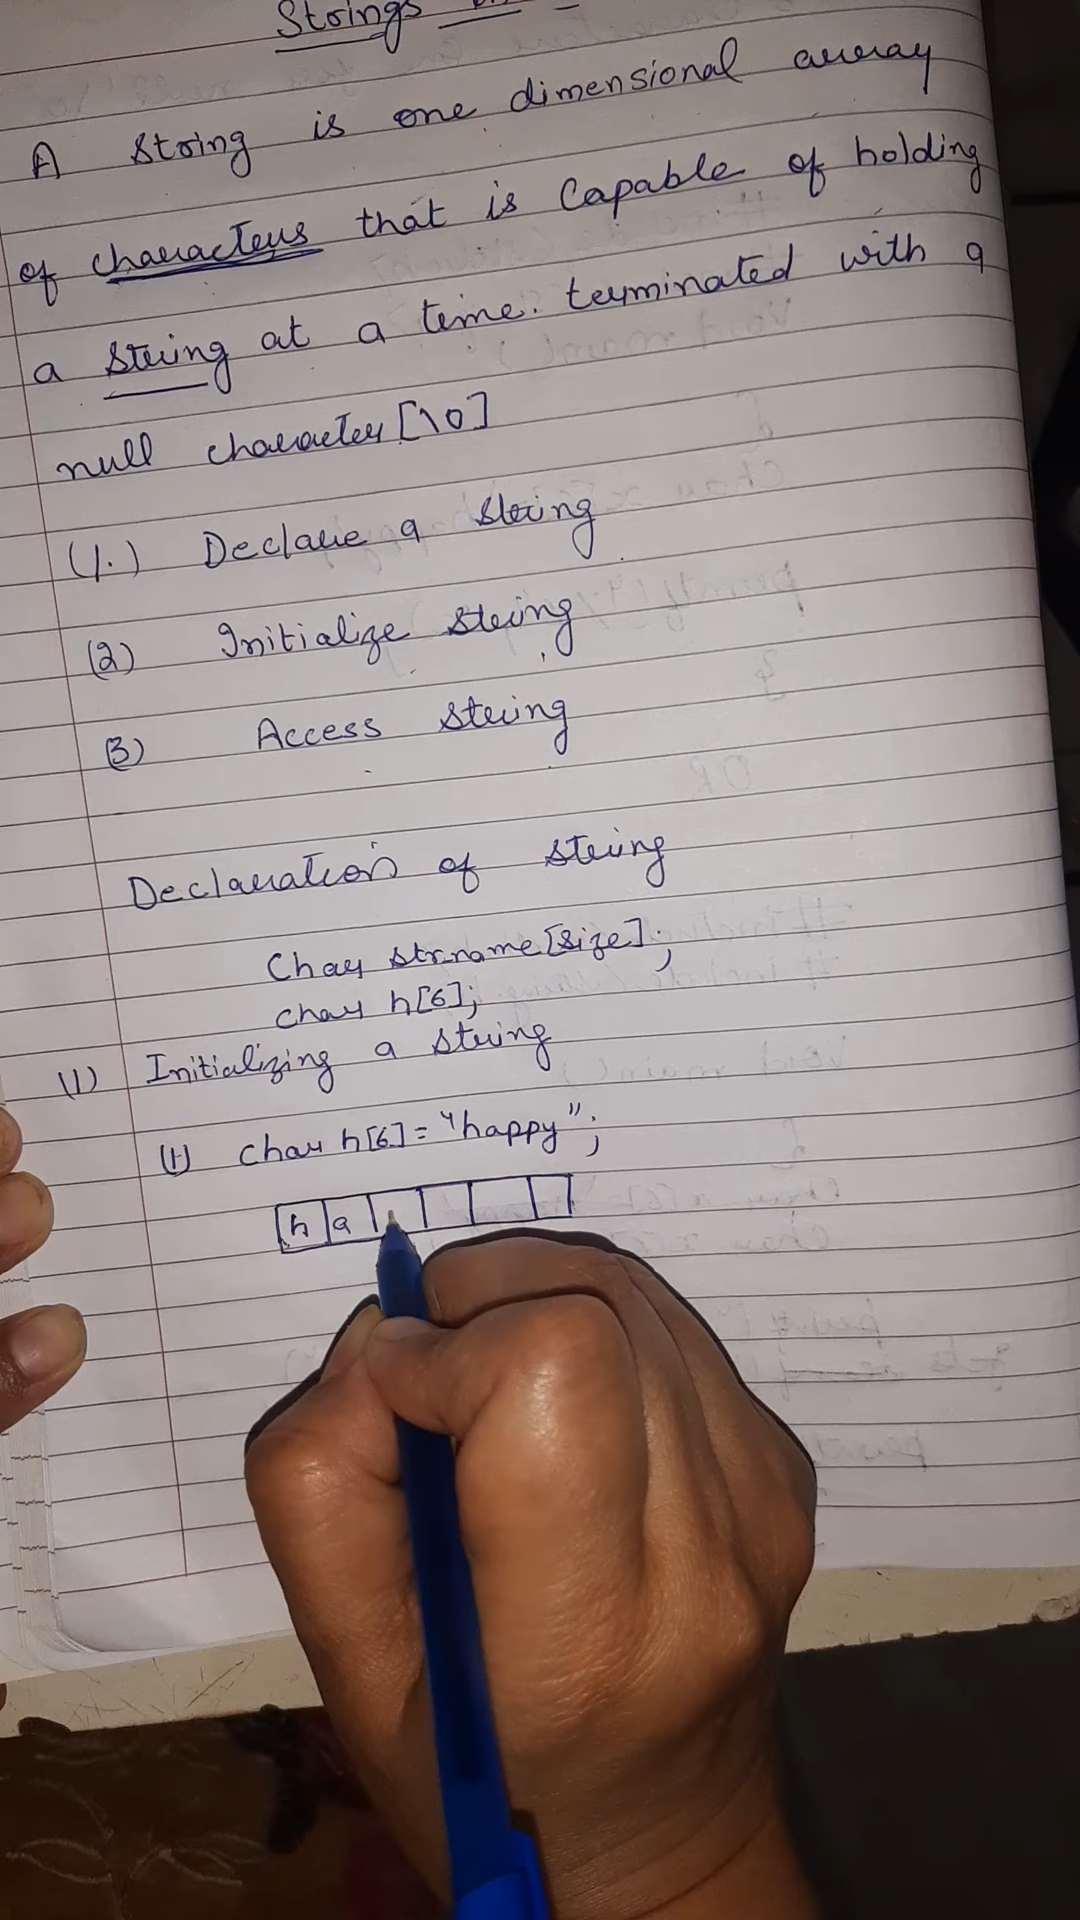 Strings
A String is one dimensional array
of characters that is Capable of holding
a string at a time. terminated with a
null character [\0]
(1.) Declare a string
(2) Initialize string
(3) Access string
Declaration of string
Char strname[size];
char h[6];
(1) Initializing a string
(1) char h[6] = "happy";
h a